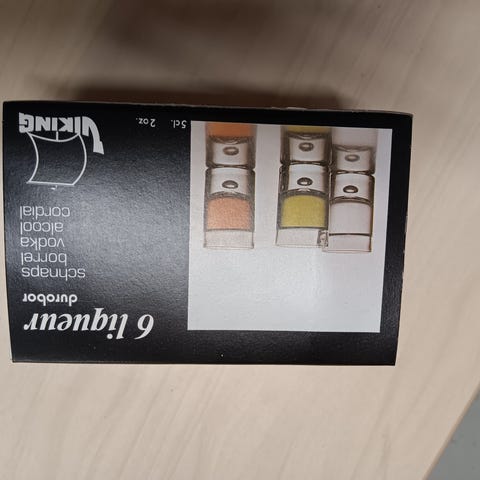 6 liqueur
durobor
schnaps
borrel
vodka
alcool
cordial
VIKING
5 cl. 2 oz.